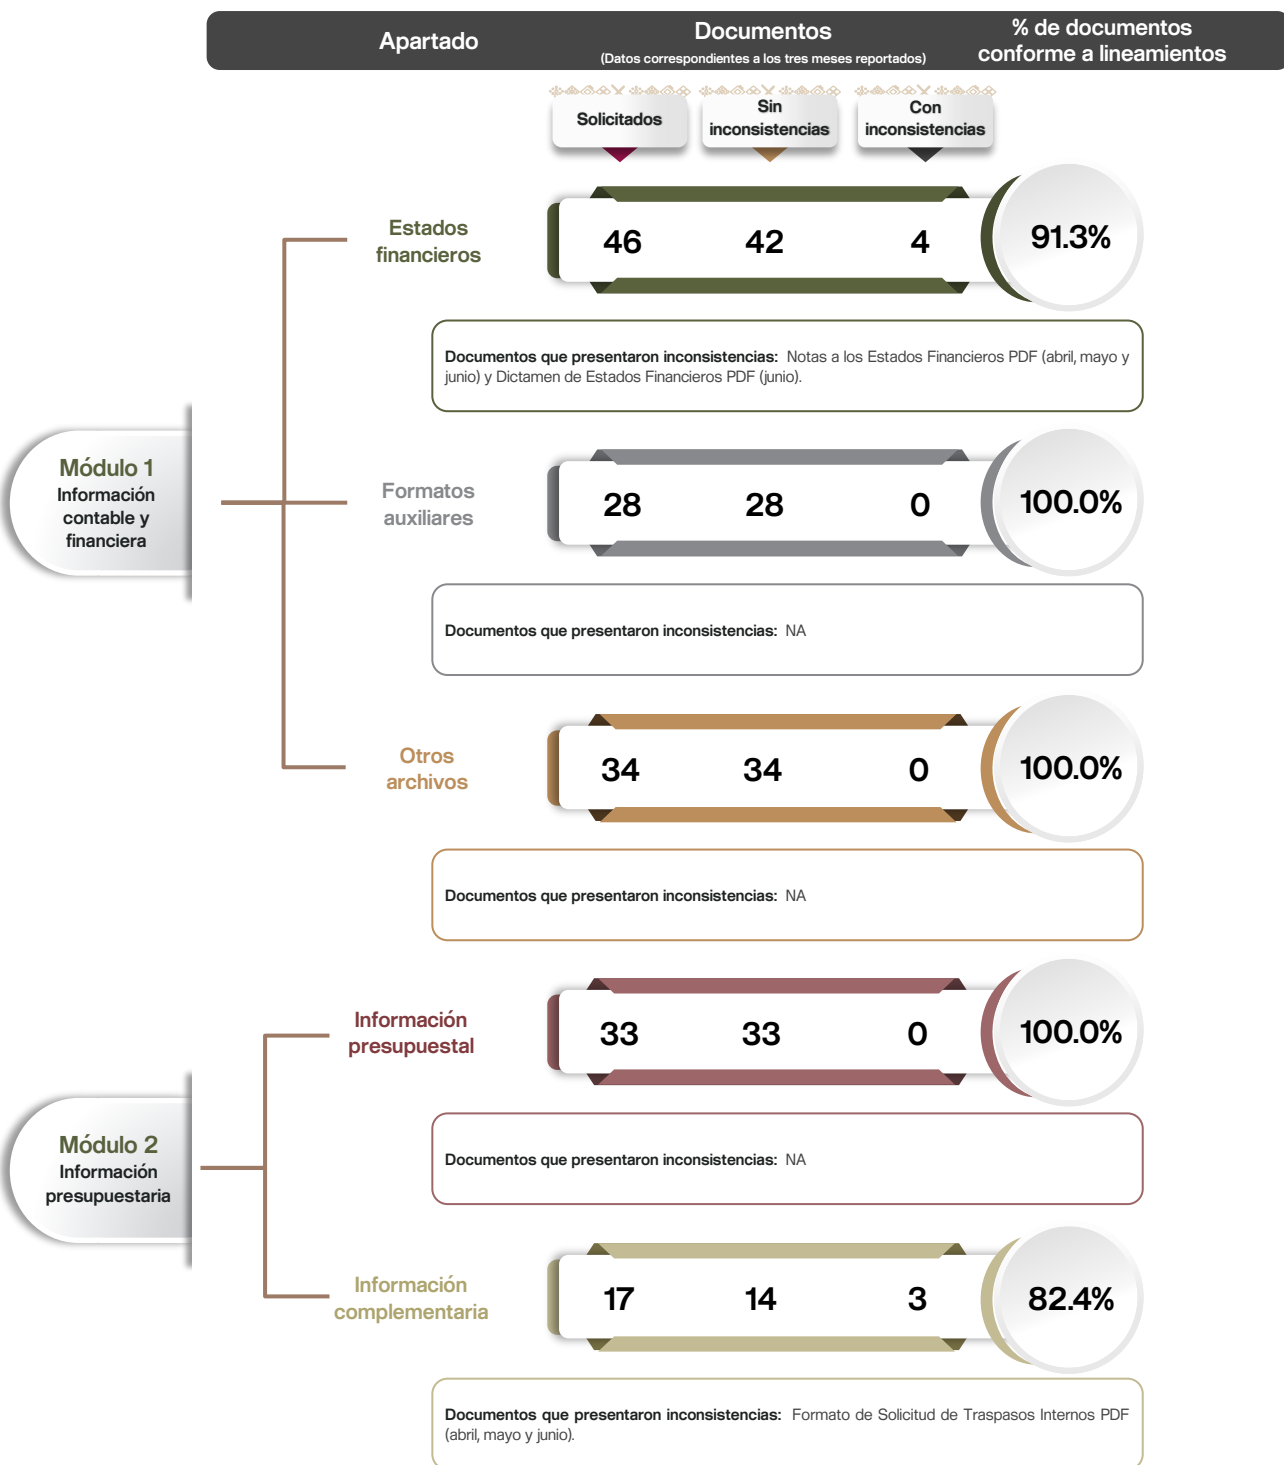 Apartado
Documentos
(Datos correspondientes a los tres meses reportados)
% de documentos
conforme a lineamientos
Solicitados
Sin
inconsistencias
Con
inconsistencias
Módulo 1
Información
contable y
financiera
Estados
financieros
46 42 4 91.3%
Documentos que presentaron inconsistencias: Notas a los Estados Financieros PDF (abril, mayo y
junio) y Dictamen de Estados Financieros PDF (junio).
Formatos
auxiliares
28 28 0 100.0%
Documentos que presentaron inconsistencias: NA
Otros
archivos
34 34 0 100.0%
Documentos que presentaron inconsistencias: NA
Módulo 2
Información
presupuestaria
Información
presupuestal
33 33 0 100.0%
Documentos que presentaron inconsistencias: NA
Información
complementaria
17 14 3 82.4%
Documentos que presentaron inconsistencias: Formato de Solicitud de Traspasos Internos PDF
(abril, mayo y junio).